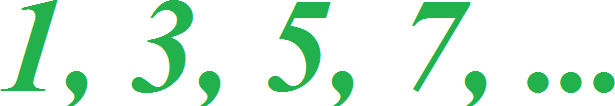 1, 3, 5, 7, ...